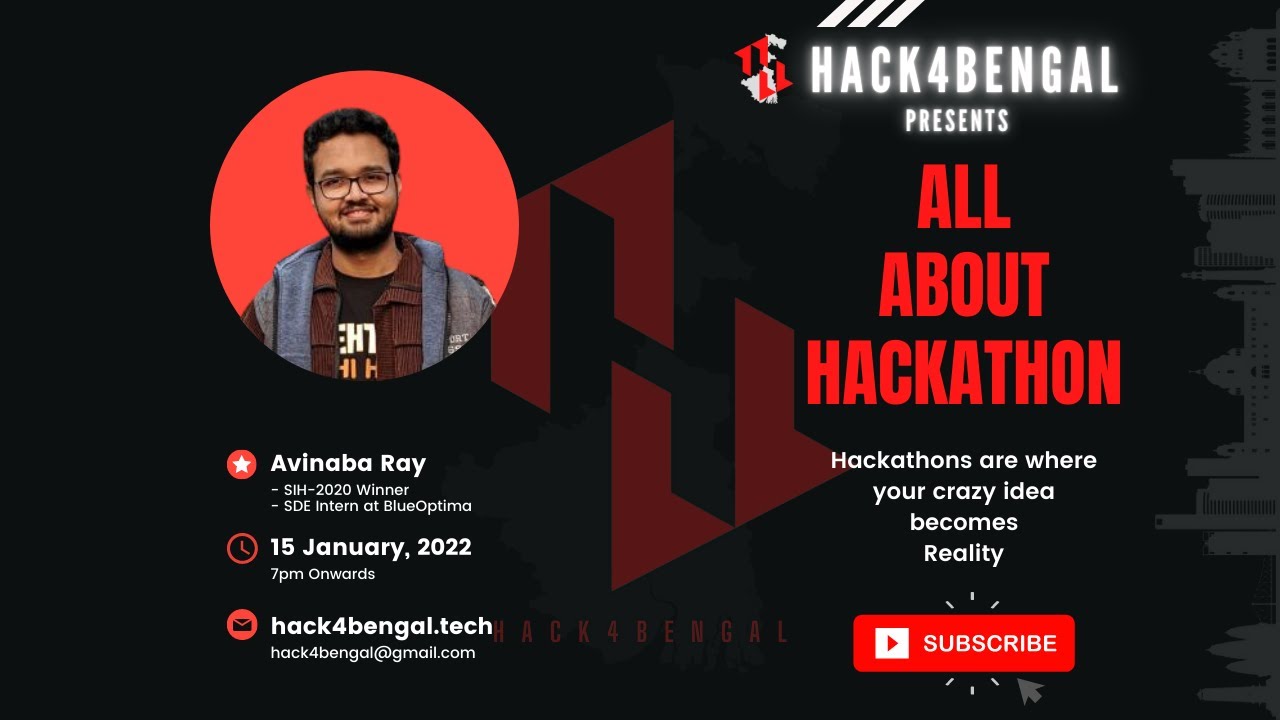 HACK4BENGAL
PRESENTS
ALL
ABOUT
HACKATHON
Hackathons are where
your crazy idea
becomes
Reality
SUBSCRIBE
Avinaba Ray
- SIH-2020 Winner
- SDE Intern at BlueOptima
15 January, 2022
7pm Onwards
hack4bengal.tech
hack4bengal@gmail.com
HACK4BENGAL